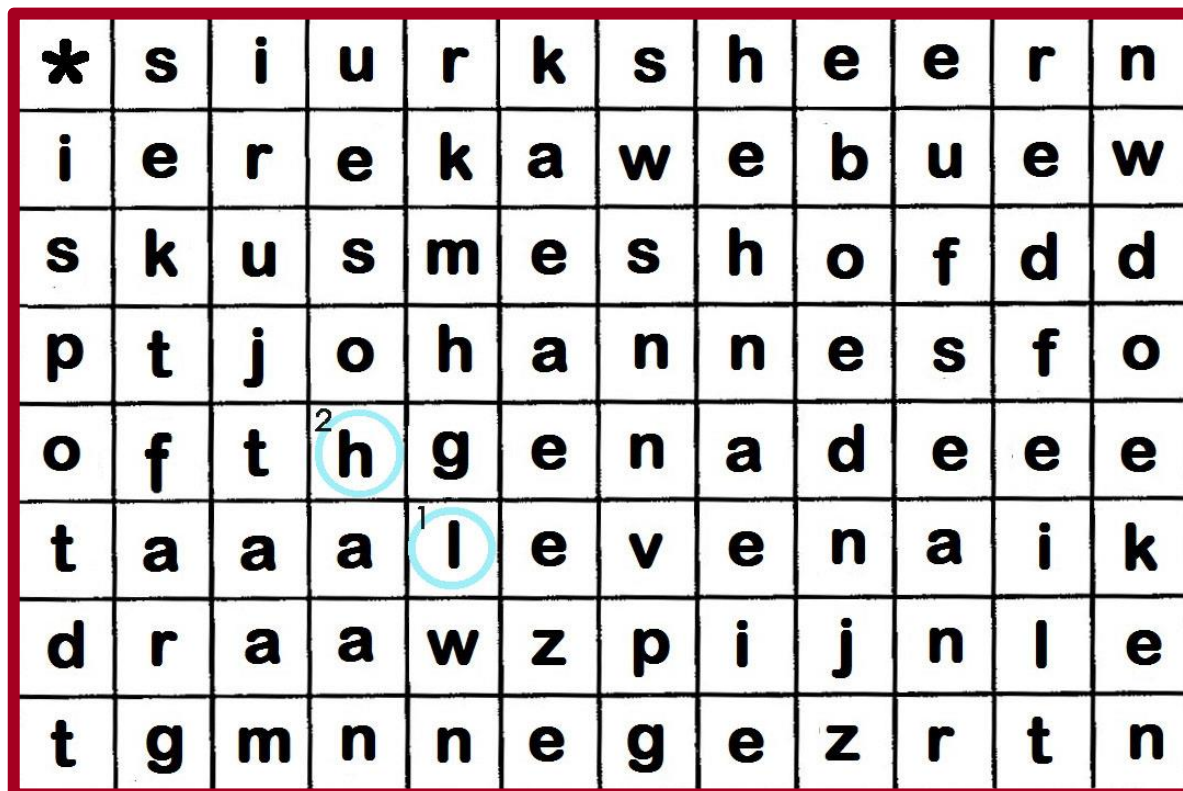 * s i u r k s h e e r n
i e r e k a w e b u e w
s k u s m e s h o f d d
p t j o h a n n e s f o
o f t 2 h g e n a d e e e
t a a a 1 l e v e n a i k
d r a a w z p i j n l e
t g m n n e g e z r t n